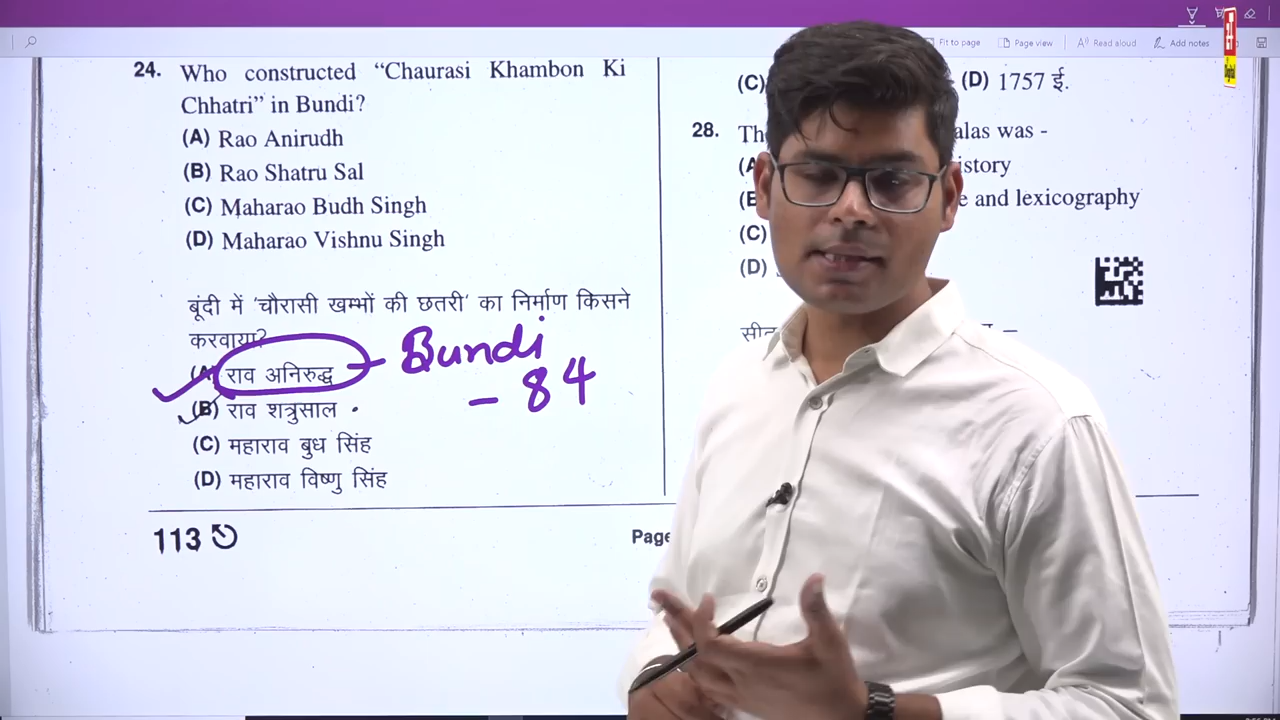 Fit to page
Page view
Read aloud
Add notes
Digital
24. Who constructed “Chaurasi Khambon Ki
Chhatri” in Bundi?
(A) Rao Anirudh
(B) Rao Shatru Sal
(C) Maharao Budh Singh
(D) Maharao Vishnu Singh
बूंदी में 'चौरासी खम्भों की छतरी' का निर्माण किसने
करवाया?
(A) राव अनिरुद्ध
Bundi
- 84
(B) राव शत्रुसाल
(C) महाराव बुध सिंह
(D) महाराव विष्णु सिंह
113
Page
(C) (D) 1757 ई.
28. was -
(A)
and lexicography
(C)
(D)